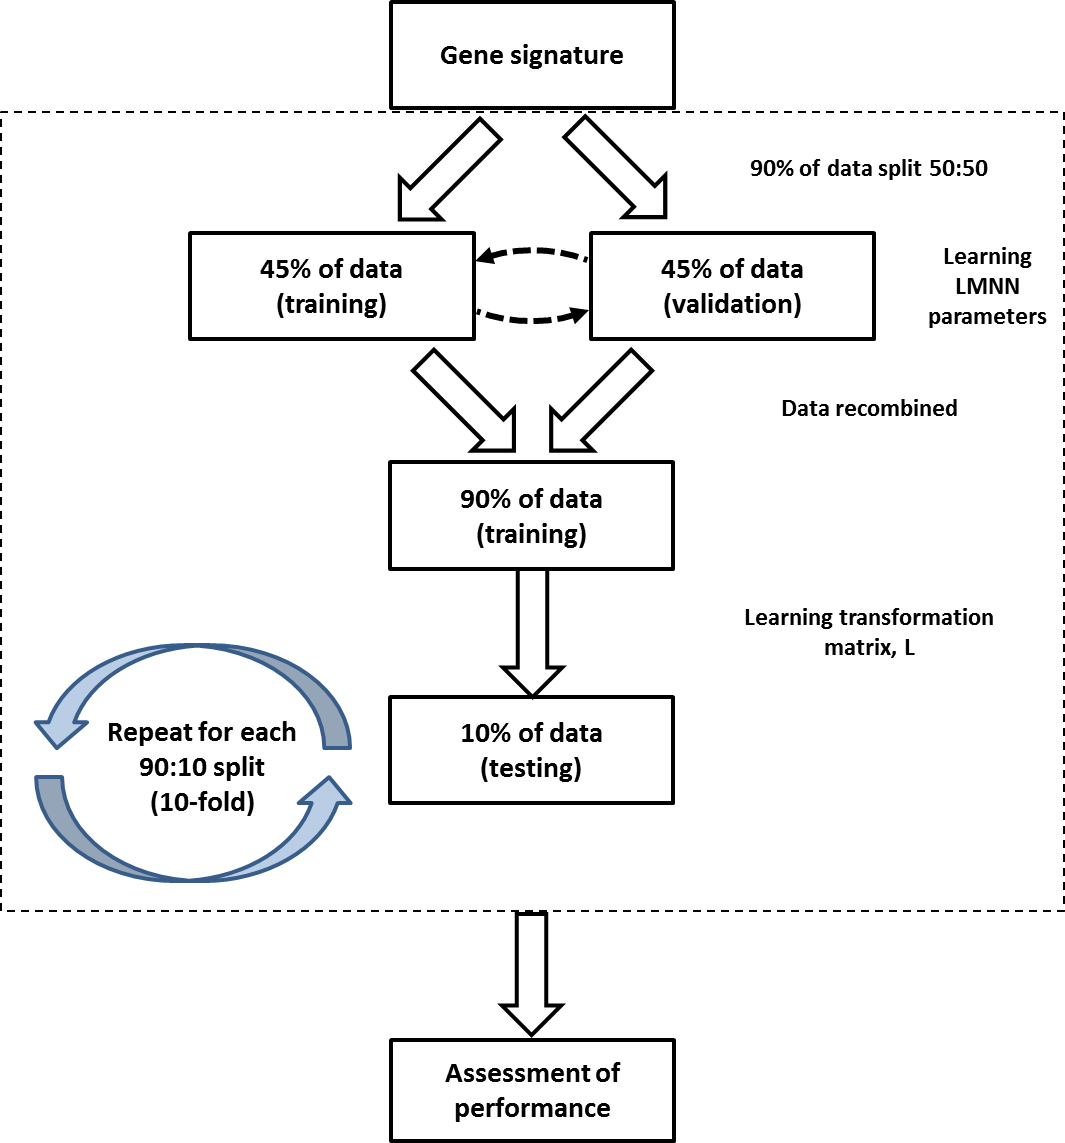 Gene signature
90% of data split 50:50
45% of data
(training)
45% of data
(validation)
Learning
LMNN
parameters
Data recombined
90% of data
(training)
Learning transformation
matrix, L
Repeat for each
90:10 split
(10-fold)
10% of data
(testing)
Assessment of
performance